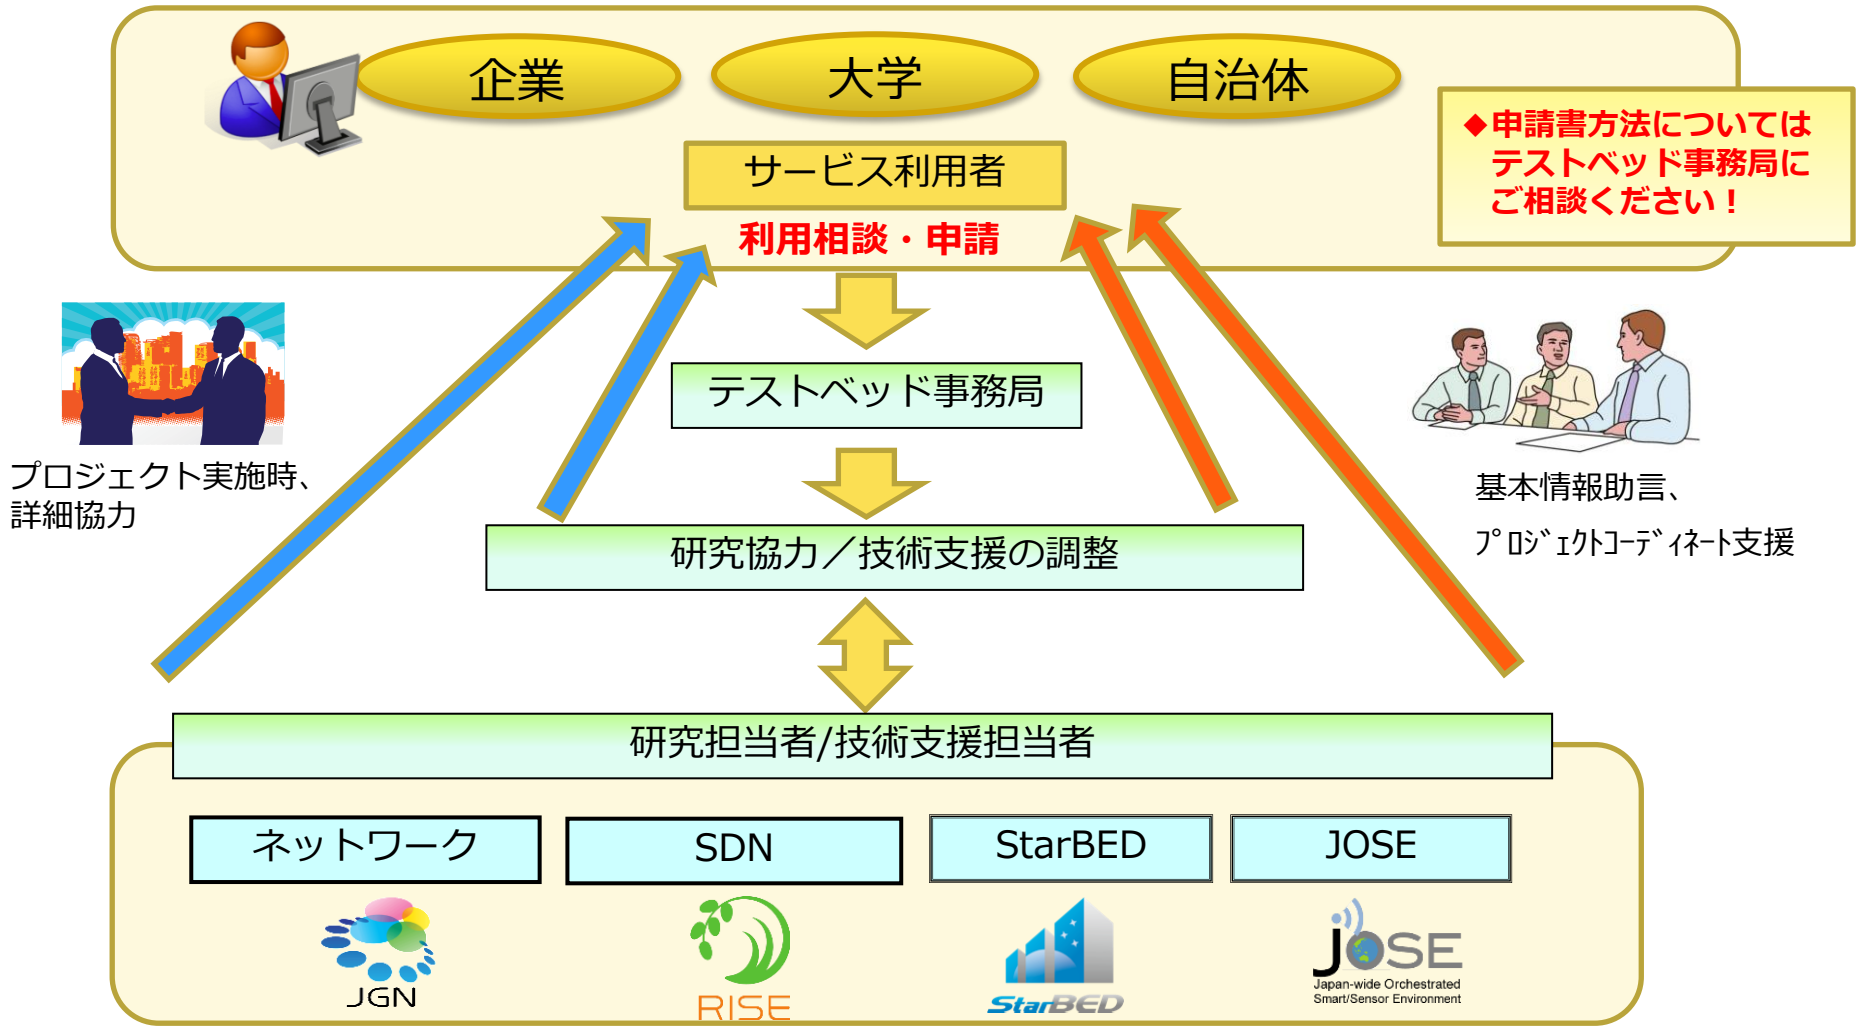 企業
大学
自治体
サービス利用者
利用相談・申請
◆申請書方法については
テストベッド事務局に
ご相談ください！
テストベッド事務局
プロジェクト実施時、
詳細協力
基本情報助言、
ﾌﾟﾛｼﾞｪｸﾄｺｰﾃﾞｨﾈｰﾄ支援
研究協力／技術支援の調整
研究担当者/技術支援担当者
ネットワーク
SDN
StarBED
JOSE
JGN
RISE
StarBED
JOSE
Japan-wide Orchestrated
Smart/Sensor Environment